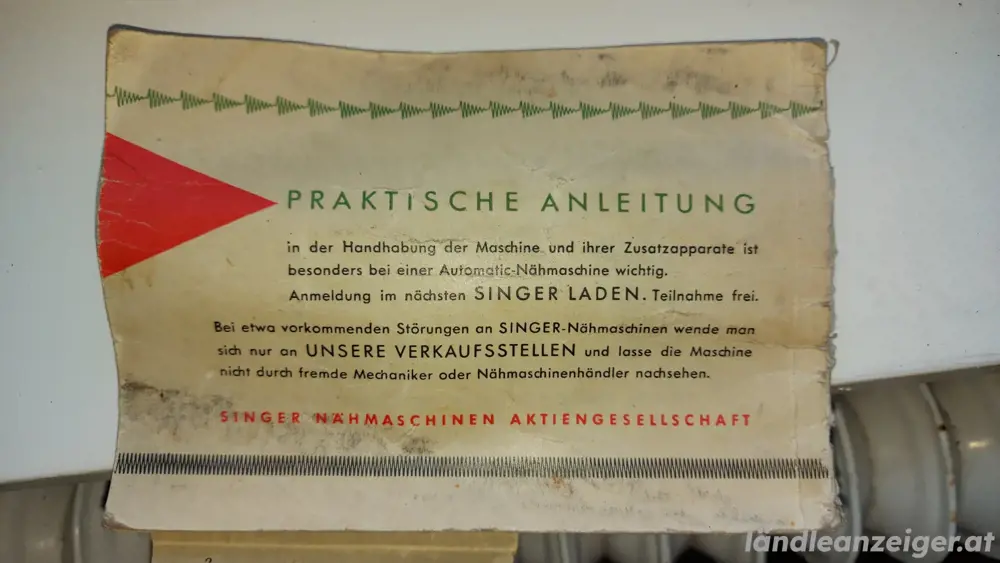 PRAKTISCHE ANLEITUNG
in der Handhabung der Maschine und ihrer Zusatzapparate ist
besonders bei einer Automatic-Nähmaschine wichtig.
Anmeldung im nächsten SINGER LADEN. Teilnahme frei.
Bei etwa vorkommenden Störungen an SINGER-Nähmaschinen wende man
sich nur an UNSERE VERKAUFSSTELLEN und lasse die Maschine
nicht durch fremde Mechaniker oder Nähmaschinenhändler nachsehen.
SINGER NÄHMASCHINEN AKTIENGESELLSCHAFT
ländleanzeiger.at